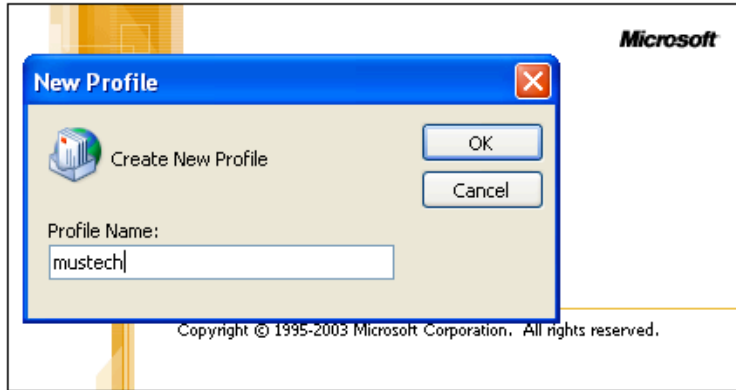 Microsoft
New Profile
Create New Profile
OK
Cancel
Profile Name:
mustech
Copyright © 1995-2003 Microsoft Corporation. All rights reserved.